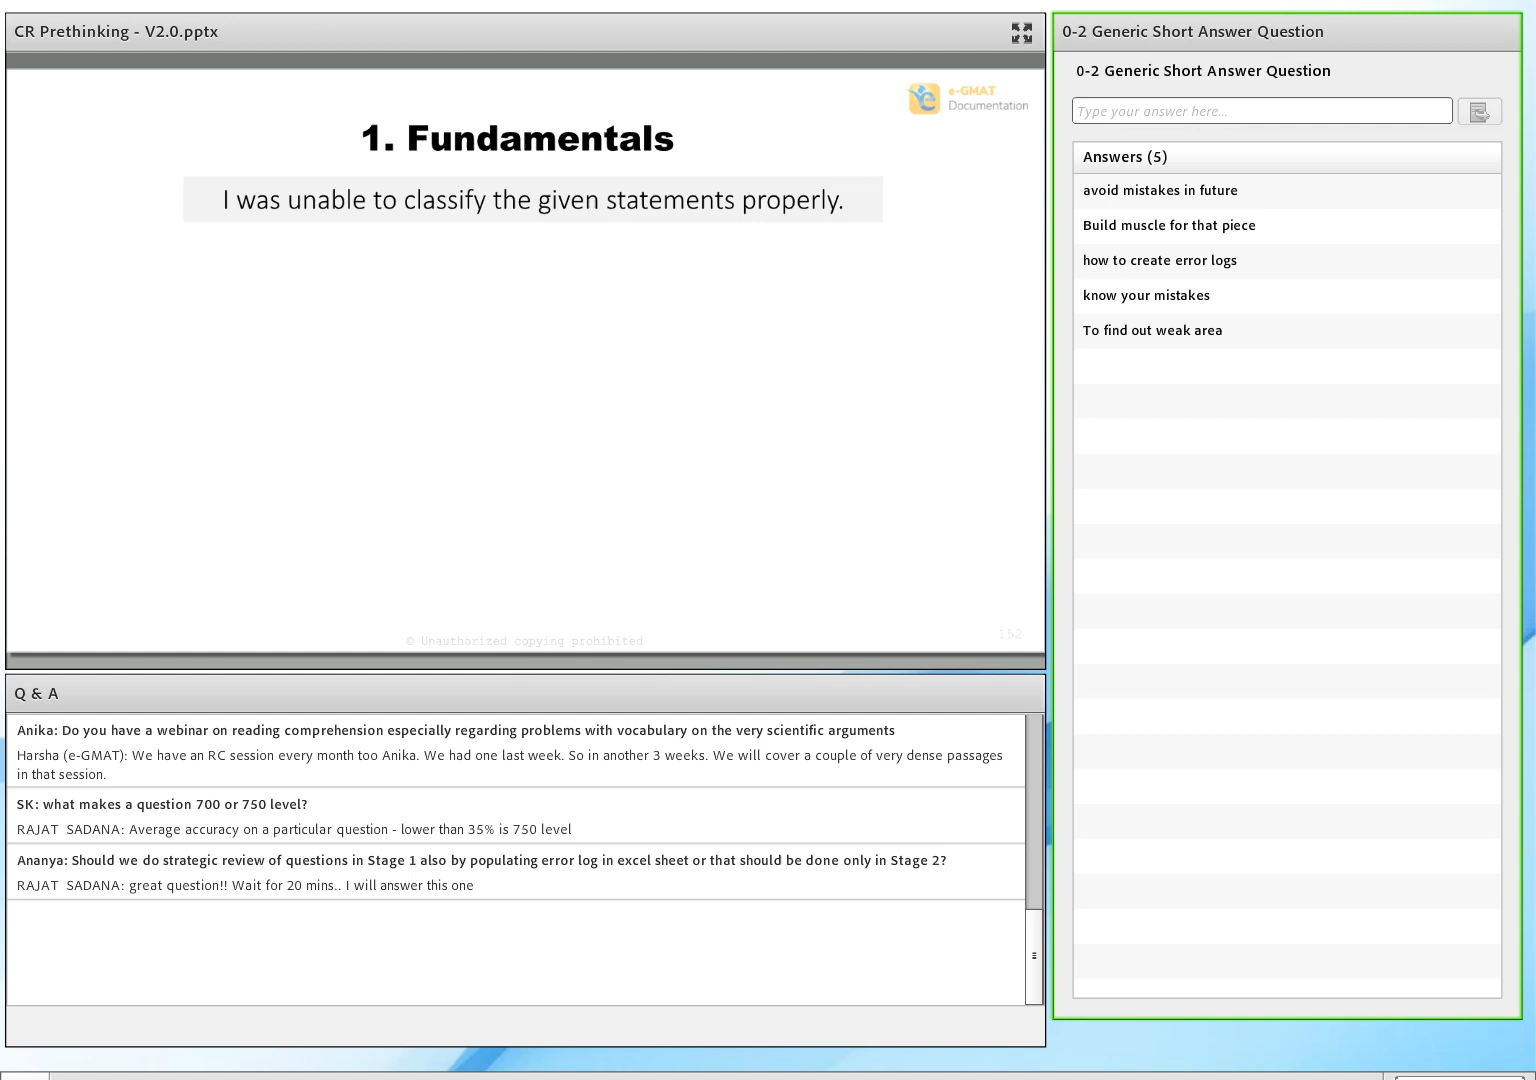 CR Prethinking - V2.0.pptx
e-GMAT
Documentation
1. Fundamentals
I was unable to classify the given statements properly.
© Unauthorized copying prohibited
152
Q & A
Anika: Do you have a webinar on reading comprehension especially regarding problems with vocabulary on the very scientific arguments
Harsha (e-GMAT): We have an RC session every month too Anika. We had one last week. So in another 3 weeks. We will cover a couple of very dense passages
in that session.
SK: what makes a question 700 or 750 level?
RAJAT SADANA: Average accuracy on a particular question - lower than 35% is 750 level
Ananya: Should we do strategic review of questions in Stage 1 also by populating error log in excel sheet or that should be done only in Stage 2?
RAJAT SADANA: great question!! Wait for 20 mins.. I will answer this one
0-2 Generic Short Answer Question
0-2 Generic Short Answer Question
Type your answer here...
Answers (5)
avoid mistakes in future
Build muscle for that piece
how to create error logs
know your mistakes
To find out weak area